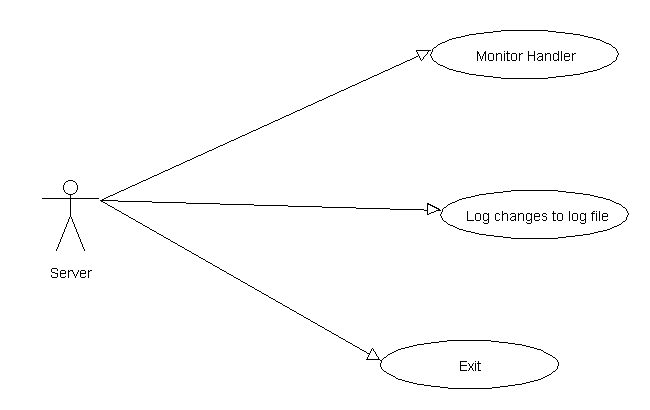 Monitor Handler
Log changes to log file
Server
Exit